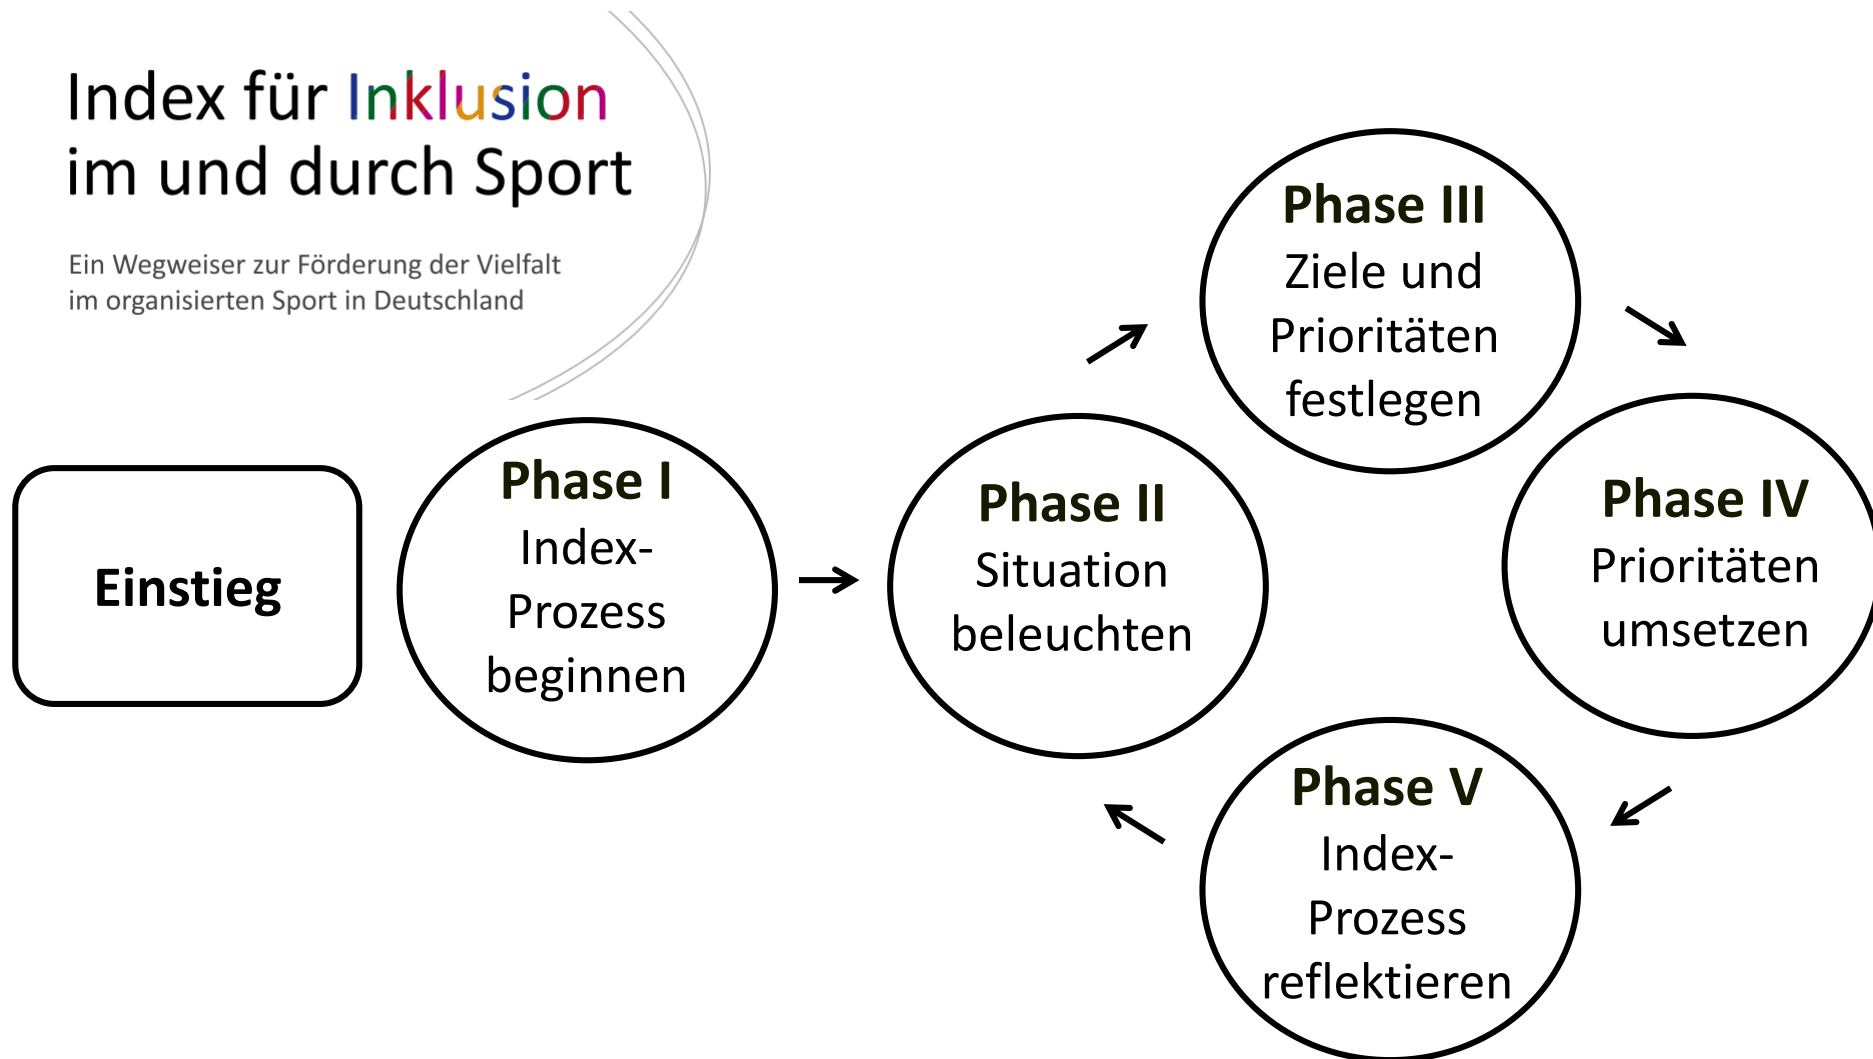 Index für Inklusion
im und durch Sport
Ein Wegweiser zur Förderung der Vielfalt
im organisierten Sport in Deutschland
Einstieg
Phase I
Index-
Prozess
beginnen
Phase II
Situation
beleuchten
Phase III
Ziele und
Prioritäten
festlegen
Phase IV
Prioritäten
umsetzen
Phase V
Index-
Prozess
reflektieren